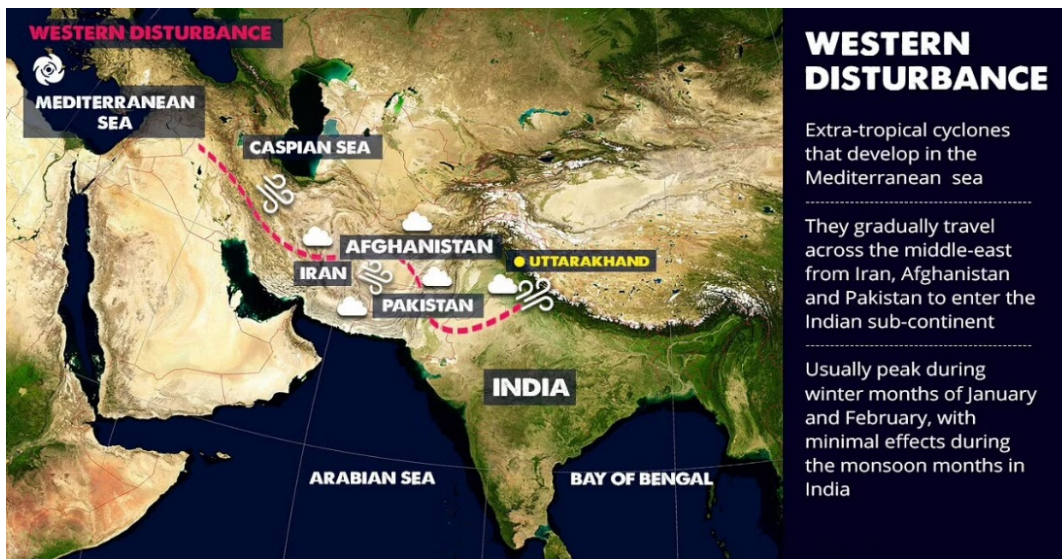 WESTERN DISTURBANCE
MEDITERRANEAN
SEA
CASPIAN SEA
AFGHANISTAN
IRAN
UTTARAKHAND
PAKISTAN
INDIA
ARABIAN SEA
BAY OF BENGAL
WESTERN
DISTURBANCE
Extra-tropical cyclones
that develop in the
Mediterranean sea
They gradually travel
across the middle-east
from Iran, Afghanistan
and Pakistan to enter the
Indian sub-continent
Usually peak during
winter months of January
and February, with
minimal effects during
the monsoon months in
India